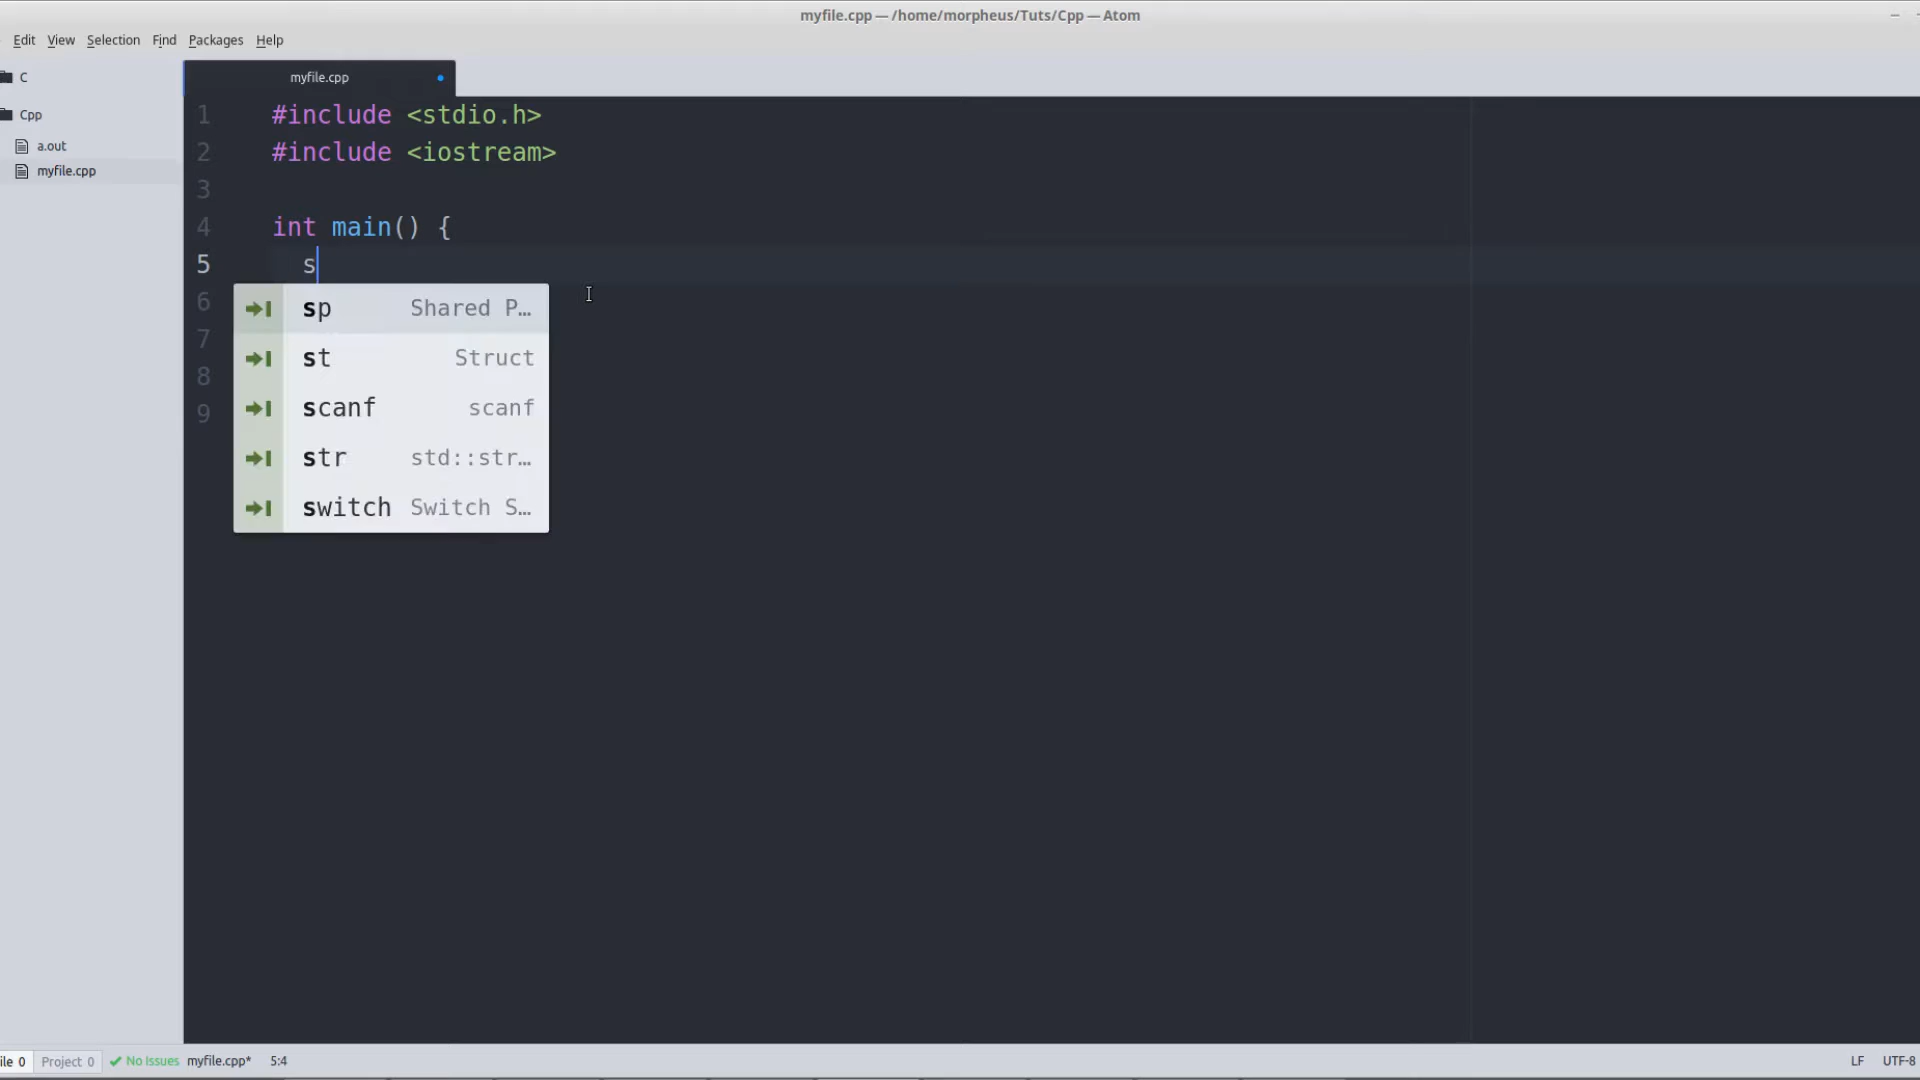 myfile.cpp — /home/morpheus/Tuts/Cpp — Atom
Edit View Selection Find Packages Help
C
Cpp
a.out
myfile.cpp
myfile.cpp
1 #include <stdio.h>
2 #include <iostream>
3
4 int main() {
5 s
6
7
8
9
sp Shared P…
st Struct
scanf scanf
str std::str…
switch Switch S…
ile 0 Project 0 No Issues myfile.cpp* 5:4 LF UTF-8